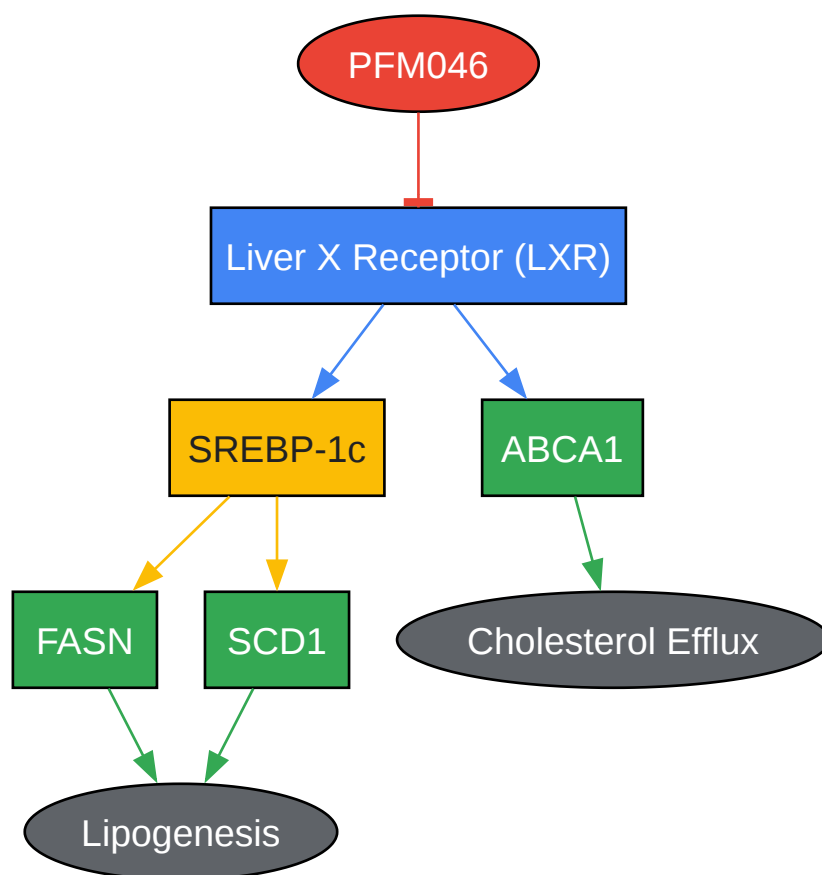 PFM046
Liver X Receptor (LXR)
SREBP-1c
ABCA1
FASN
SCD1
Cholesterol Efflux
Lipogenesis